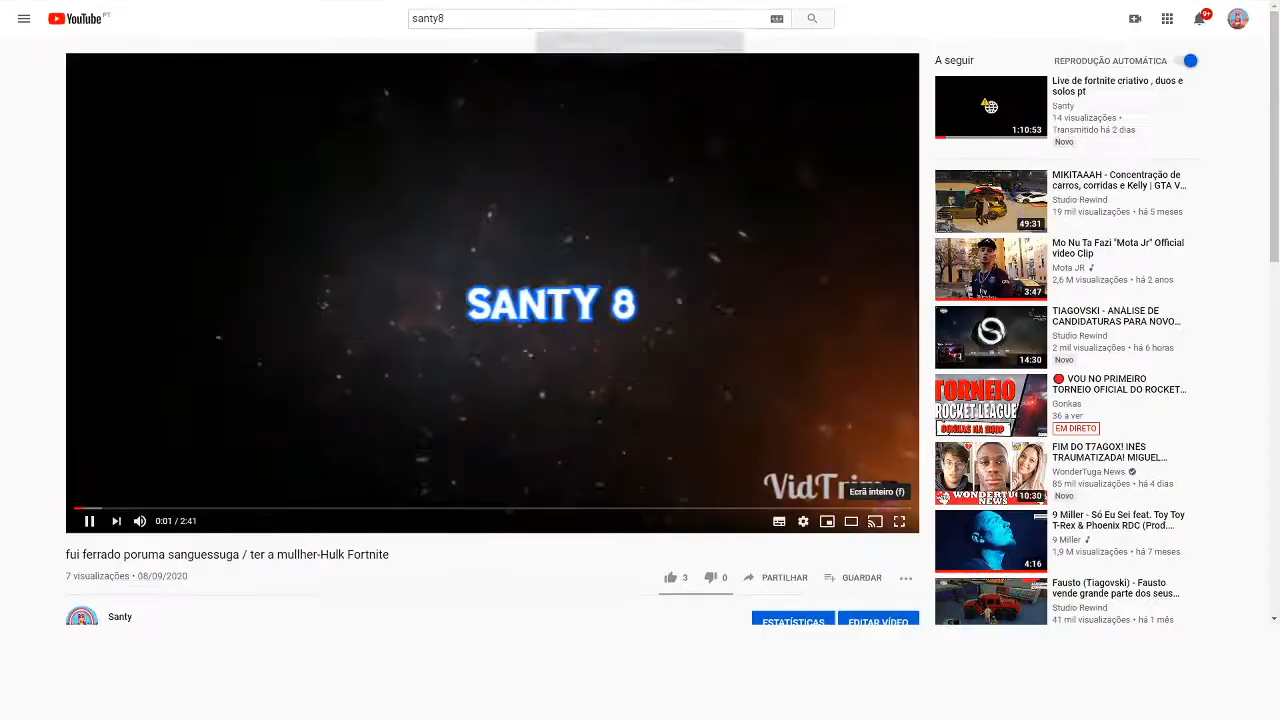 YouTube PT
santy8
9+
SANTY 8
VidTrim
Ecrã inteiro (f)
0:01 / 2:41
fui ferrado poruma sanguessuga / ter a mullher-Hulk Fortnite
7 visualizações • 08/09/2020
3
0
PARTILHAR
GUARDAR
Santy
ESTATÍSTICAS
EDITAR VÍDEO
A seguir
REPRODUÇÃO AUTOMÁTICA
1:10:53
Live de fortnite criativo , duos e
solos pt
Santy
14 visualizações •
Transmitido há 2 dias
Novo
49:31
MIKITAAAH - Concentração de
carros, corridas e Kelly | GTA V...
Studio Rewind
19 mil visualizações • há 5 meses
3:47
Mo Nu Ta Fazi "Mota Jr" Official
video Clip
Mota JR
2,6 M visualizações • há 2 anos
14:30
TIAGOVSKI - ANÁLISE DE
CANDIDATURAS PARA NOVO...
Studio Rewind
2 mil visualizações • há 6 horas
Novo
TORNEIO
ROCKET LEAGUE
GONKAS NA SQUAD
VOU NO PRIMEIRO
TORNEIO OFICIAL DO ROCKET...
Gonkas
36 a ver
EM DIRETO
WONDERTUGA
NEWS
10:30
FIM DO T7AGOX! INÊS
TRAUMATIZADA! MIGUEL...
WonderTuga News
85 mil visualizações • há 4 dias
Novo
4:16
9 Miller - Só Eu Sei feat. Toy Toy
T-Rex & Phoenix RDC (Prod....
9 Miller
1,9 M visualizações • há 7 meses
Fausto (Tiagovski) - Fausto
vende grande parte dos seus...
Studio Rewind
41 mil visualizações • há 1 mês